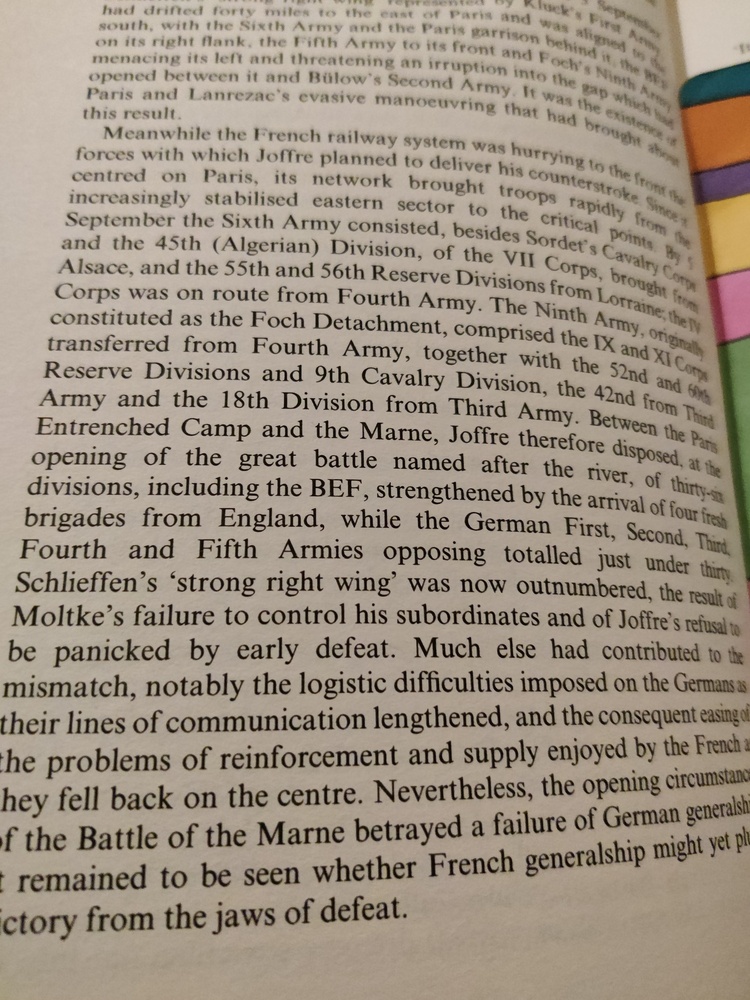 had drifted forty miles to the east of Paris and was aligned to the
south, with the Sixth Army and the Paris garrison behind it, the BEF
on its right flank, the Fifth Army to its front and Foch's Ninth Army
menacing its left and threatening an irruption into the gap which had
opened between it and Bülow's Second Army. It was the existence of
Paris and Lanrezac's evasive manoeuvring that had brought about
this result.
Meanwhile the French railway system was hurrying to the front the
forces with which Joffre planned to deliver his counterstroke. Since
centred on Paris, its network brought troops rapidly from the
increasingly stabilised eastern sector to the critical points. By 5
September the Sixth Army consisted, besides Sordet's Cavalry Corps
and the 45th (Algerian) Division, of the VII Corps, brought from
Alsace, and the 55th and 56th Reserve Divisions from Lorraine; the IV
Corps was on route from Fourth Army. The Ninth Army, originally
constituted as the Foch Detachment, comprised the IX and XI Corps
transferred from Fourth Army, together with the 52nd and 60th
Reserve Divisions and 9th Cavalry Division, the 42nd from Third
Army and the 18th Division from Third Army. Between the Paris
Entrenched Camp and the Marne, Joffre therefore disposed, at the
opening of the great battle named after the river, of thirty-six
divisions, including the BEF, strengthened by the arrival of four fresh
brigades from England, while the German First, Second, Third,
Fourth and Fifth Armies opposing totalled just under thirty.
Schlieffen's 'strong right wing' was now outnumbered, the result of
Moltke's failure to control his subordinates and of Joffre's refusal to
be panicked by early defeat. Much else had contributed to the
mismatch, notably the logistic difficulties imposed on the Germans as
their lines of communication lengthened, and the consequent easing of
the problems of reinforcement and supply enjoyed by the French a
hey fell back on the centre. Nevertheless, the opening circumstanc
of the Battle of the Marne betrayed a failure of German generalshi
t remained to be seen whether French generalship might yet plu
ictory from the jaws of defeat.